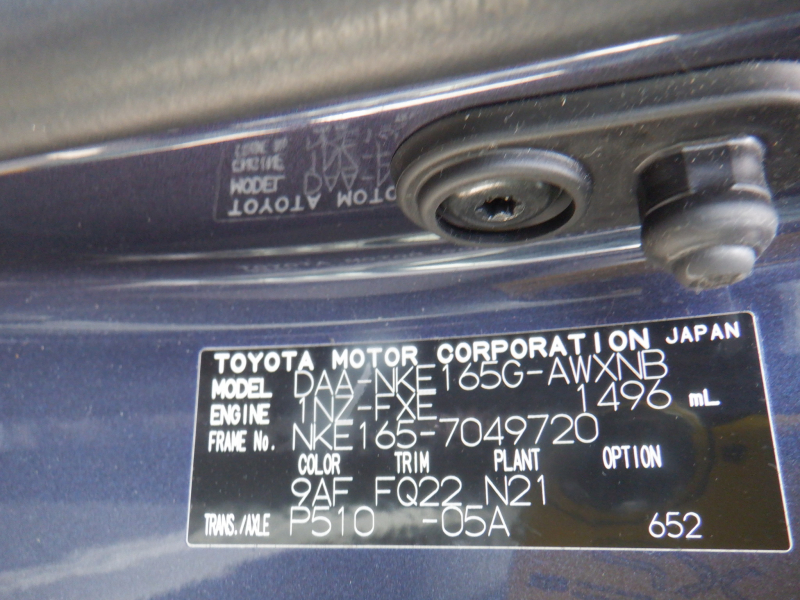 TOYOTA MOTOR CORPORATION JAPAN
MODEL DAA-NKE165G-AWXNB
ENGINE 1NZ-FXE 1496 mL
FRAME No. NKE165-7049720
COLOR TRIM PLANT OPTION
9AF FQ22 N21
TRANS./AXLE P510 -05A 652